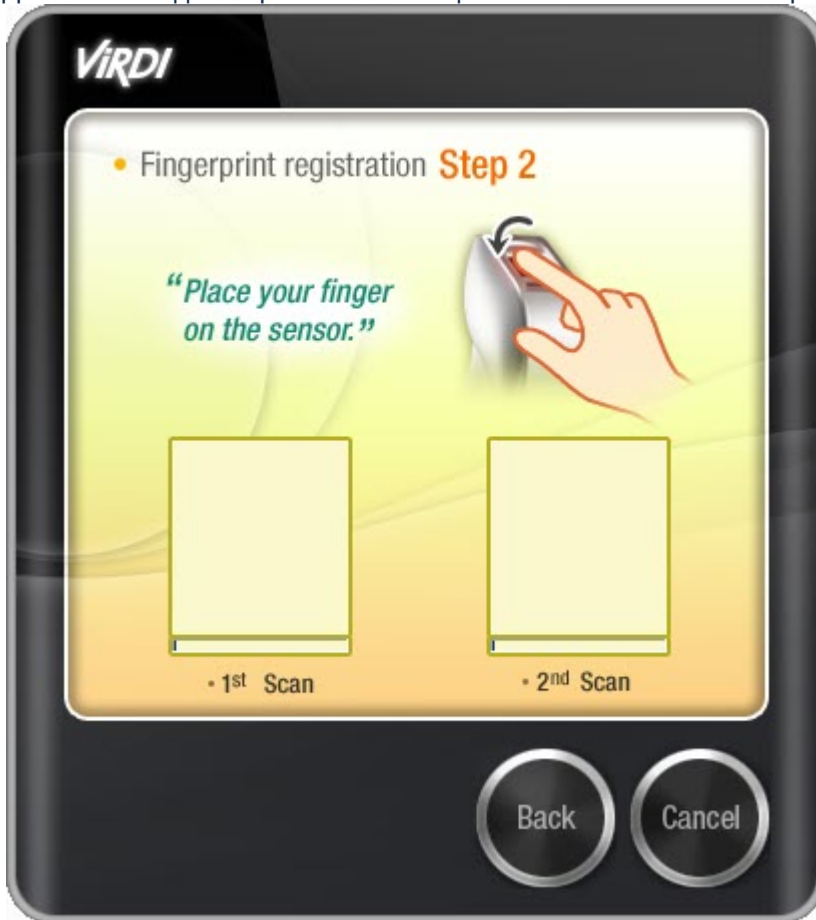 ViRDI
• Fingerprint registration Step 2
“Place your finger
on the sensor.”
• 1st Scan
• 2nd Scan
Back
Cancel